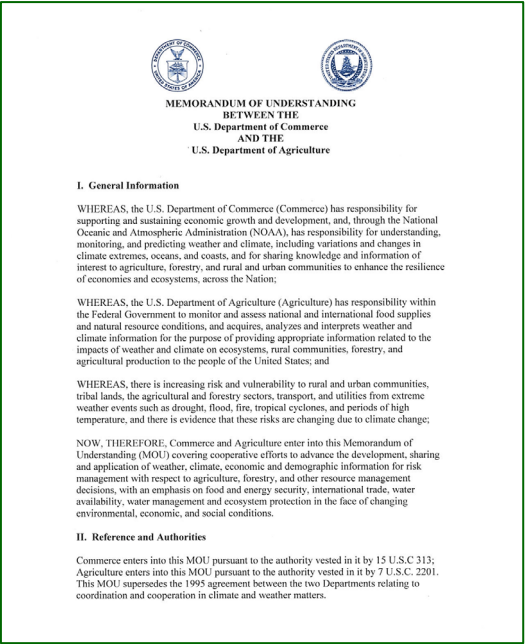 MEMORANDUM OF UNDERSTANDING
BETWEEN THE
U.S. Department of Commerce
AND THE
U.S. Department of Agriculture
I. General Information
WHEREAS, the U.S. Department of Commerce (Commerce) has responsibility for
supporting and sustaining economic growth and development, and, through the National
Oceanic and Atmospheric Administration (NOAA), has responsibility for understanding,
monitoring, and predicting weather and climate, including variations and changes in
climate extremes, oceans, and coasts, and for sharing knowledge and information of
interest to agriculture, forestry, and rural and urban communities to enhance the resilience
of economies and ecosystems, across the Nation;
WHEREAS, the U.S. Department of Agriculture (Agriculture) has responsibility within
the Federal Government to monitor and assess national and international food supplies
and natural resource conditions, and acquires, analyzes and interprets weather and
climate information for the purpose of providing appropriate information related to the
impacts of weather and climate on ecosystems, rural communities, forestry, and
agricultural production to the people of the United States; and
WHEREAS, there is increasing risk and vulnerability to rural and urban communities,
tribal lands, the agricultural and forestry sectors, transport, and utilities from extreme
weather events such as drought, flood, fire, tropical cyclones, and periods of high
temperature, and there is evidence that these risks are changing due to climate change;
NOW, THEREFORE, Commerce and Agriculture enter into this Memorandum of
Understanding (MOU) covering cooperative efforts to advance the development, sharing
and application of weather, climate, economic and demographic information for risk
management with respect to agriculture, forestry, and other resource management
decisions, with an emphasis on food and energy security, international trade, water
availability, water management and ecosystem protection in the face of changing
environmental, economic, and social conditions.
II. Reference and Authorities
Commerce enters into this MOU pursuant to the authority vested in it by 15 U.S.C 313;
Agriculture enters into this MOU pursuant to the authority vested in it by 7 U.S.C. 2201.
This MOU supersedes the 1995 agreement between the two Departments relating to
coordination and cooperation in climate and weather matters.